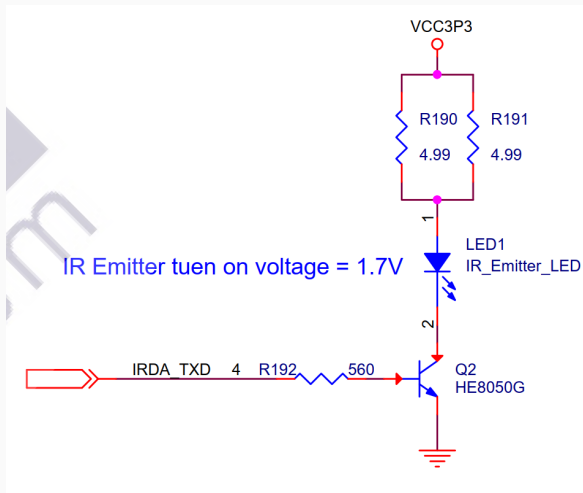 VCC3P3
R190
R191
4.99
4.99
1
LED1
IR_Emitter_LED
IR Emitter tuen on voltage = 1.7V
2
IRDA_TXD 4 R192 560
Q2
HE8050G
om